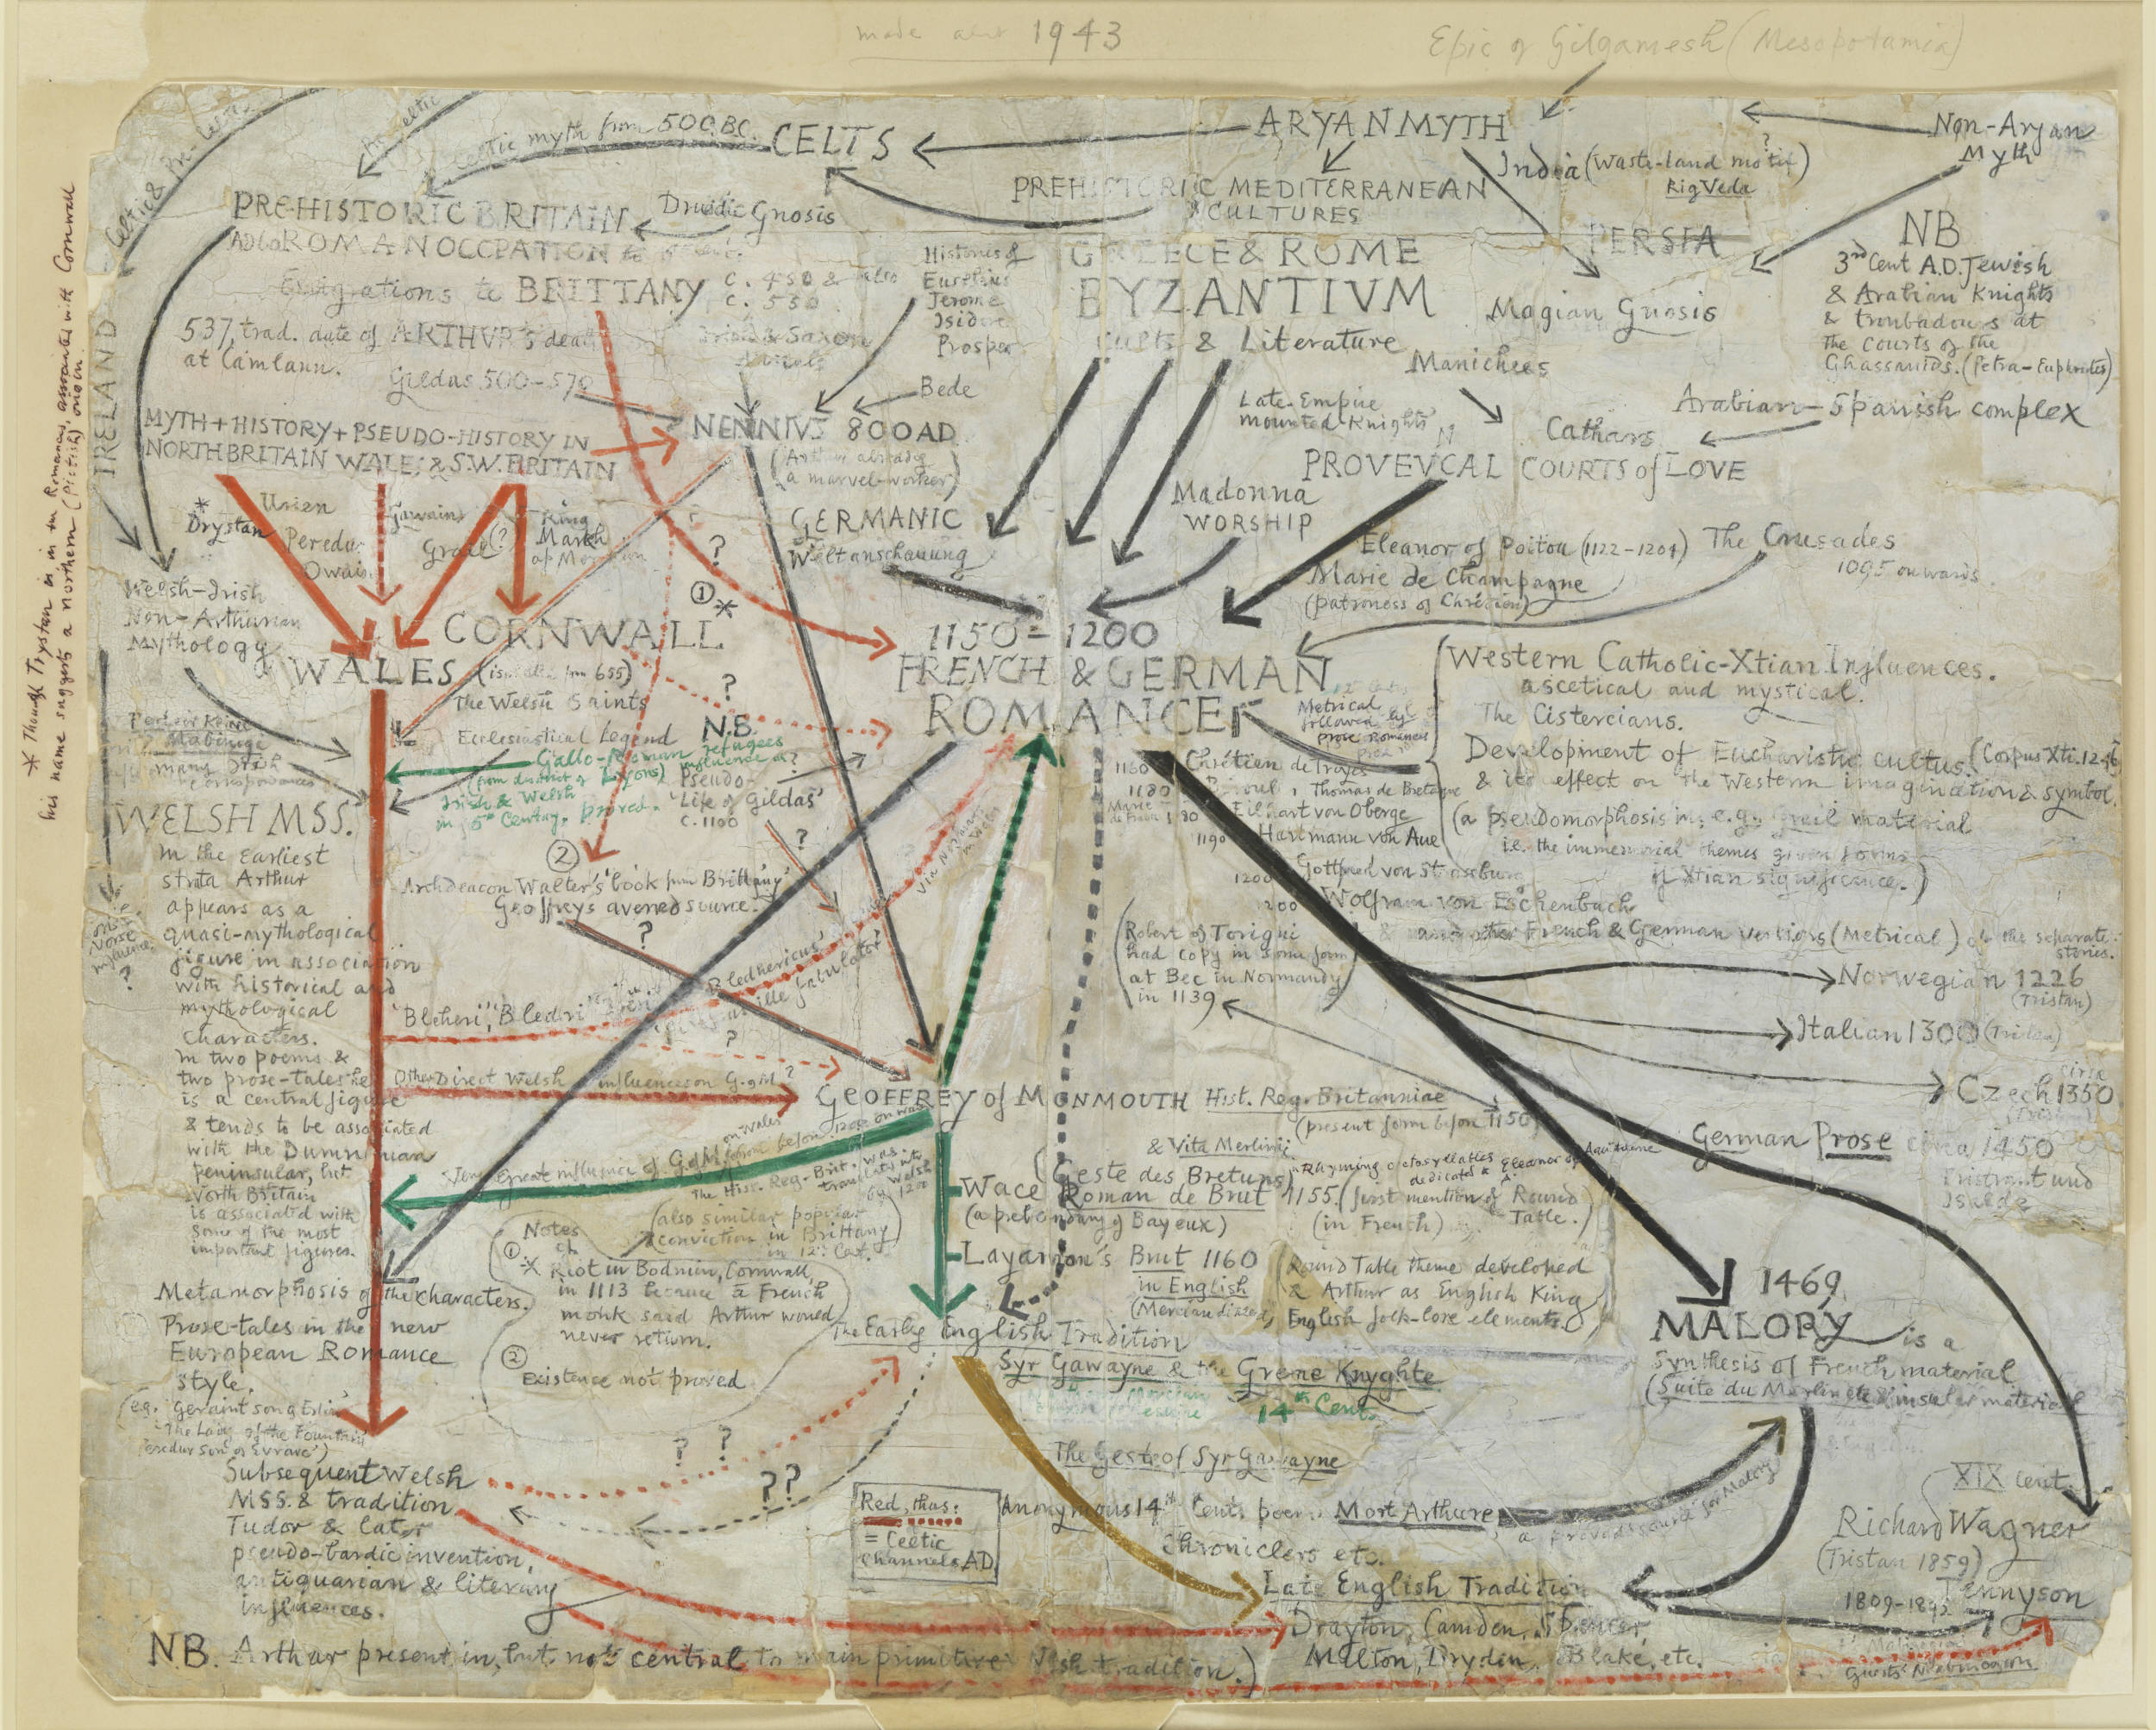 made abt 1943
Epic of Gilgamesh (Mesopotamia)
Celtic & Pre-Celtic
Pre-Celtic
Celtic myth from 500 B.C.
CELTS
ARYAN MYTH
Non-Aryan
Myth
?
India (Waste-land motif)
Rig Veda
PREHISTORIC BRITAIN
Druidic Gnosis
PREHISTORIC MEDITERRANEAN
CULTURES
AD 60 ROMAN OCCPATION to
Emigrations to BRITTANY
c. 450 & also
c. 550
Histories of
Eusebius
Jerome
Isidore
Prosper
GREECE & ROME
BYZANTIVM
Cults & Literature
PERSIA
Magian Gnosis
Manichees
NB
3rd Cent A.D. Jewish
& Arabian Knights
& troubadours at
the courts of the
Ghassanids. (Petra-Euphrates)
537, trad. date of ARTHVR's death
at Camlann.
Gildas 500-570
Irish & Saxon
Annals
Bede
IRELAND
MYTH + HISTORY + PSEUDO-HISTORY IN
NORTH BRITAIN WALES & S.W. BRITAIN
NENNIVS 800 AD
(Arthur already
a marvel-worker)
Late-Empire
mounted Knights
Cathars
Arabian-Spanish complex
PROVEVCAL COURTS of LOVE
N
Madonna
WORSHIP
GERMANIC
Weltanschauung
* Drystan
Urien
Peredur
Owain
Gawain
Grail (?)
King
March
ap Meirchion
?
① *
Eleanor of Poitou (1122-1204)
Marie de Champagne
(patroness of Chrétien)
The Crusades
1095 onwards
Welsh-Irish
Non-Arthurian
Mythology
CORNWALL
WALES (isolated from 655)
The Welsh Saints
Ecclesiastical Legend
?
N.B.
Gallo-Roman refugees
(from district of Lyons) influence on
Irish & Welsh
in 5th Century, proved.
Pseudo-
'Life of Gildas'
c. 1100
?
1150-1200
FRENCH & GERMAN
ROMANCE
Metrical
followed by
prose Romances
Western Catholic-Xtian Influences.
ascetical and mystical.
The Cistercians.
Development of Eucharistic cultus (Corpus Xti. 1246)
& its effect on the Western imagination & symbol.
(a pseudomorphosis in, e.g., Grail material
i.e. the immemorial themes given forms
of Xtian significance.)
1160 Chrétien de Troyes
1180 Béroul, Thomas de Bretagne
Marie de France 1180 Eilhart von Oberge
1190 Hartmann von Aue
1200 Gottfried von Strassburg
1200 Wolfram von Eschenbach
& other French & German versions (Metrical) of the separate
stories.
(Robert of Torigni
had copy in some form
at Bec in Normandy)
in 1139
Mabinogi
many Irish
correspondences
WELSH MSS.
In the earliest
strata Arthur
appears as a
quasi-mythological
figure in association
with historical and
mythological
characters.
In two poems &
two prose-tales he
is a central figure
& tends to be associated
with the Dumnonian
peninsular, but
North Britain
is associated with
some of the most
important figures.
Norse
influence
?
②
Archdeacon Walter's 'book from Brittany'
Geoffreys averred source.
?
?
'Bleheri', 'Bledri'
'Bledhericus'
'ille fabulator'
?
via Normans
in Wales
Other Direct Welsh influences on G. of M ?
GEOFFREY of MONMOUTH Hist. Reg. Britanniae
(present form before 1150)
& Vita Merlini
Norwegian 1226
(Tristan)
Italian 1300 (Tristan)
Czech circa 1350
(Tristan)
German Prose circa 1450
Tristrant und
Isalde
Very great influence of G. of M on Wales from before 1200 onwards
The Hist. Reg. Brit. was
translated into
Welsh
by 1200
(also similar popular
conviction in Brittany
in 12th Cent.)
Wace { Geste des Bretuns
Roman de Brut } 1155. (first mention of Round
Table.)
Rhyming octosyllables
dedicated to Eleanor of Aquitaine
(a prebendary of Bayeux)
(in French)
Layamon's Brut 1160
in English
(Mercian dialect)
(Round Table theme developed
& Arthur as English King
English folk-lore elements.)
Notes
① * Riot in Bodmin, Cornwall,
in 1113 because a French
monk said Arthur would
never return.
② Existence not proved
Metamorphosis of the characters.
Prose-tales in the new
European Romance
style.
(eg. 'Geraint son of Erbin'
'The Lady of the Fountain'
'Peredur son of Evrawc')
The Early English Tradition
Syr Gawayne & the Grene Knyghte
14th Cent.
The Geste of Syr Gawayne
Anonymous 14th Cent. poem Mort Arthure
a proved source for Malory
Chroniclers etc.
1469
MALORY is a
synthesis of French material
(Suite du Merlin etc) & insular material
Subsequent Welsh
MSS. & tradition
Tudor & later
pseudo-bardic invention,
antiquarian & literary
influences.
? ?
??
Red, thus:
= Celtic
Channels AD
Late English Tradition
Drayton, Camden, Spenser,
Milton, Dryden, Blake, etc.
XIX cent.
Richard Wagner
(Tristan 1859)
1809-1892 Tennyson
Guest's Mabinogion
N.B. Arthur present in, but not central to main primitive Welsh tradition.)
* Though Trystan is in the Romances associated with Cornwall
his name suggests a northern (Pictish) origin.